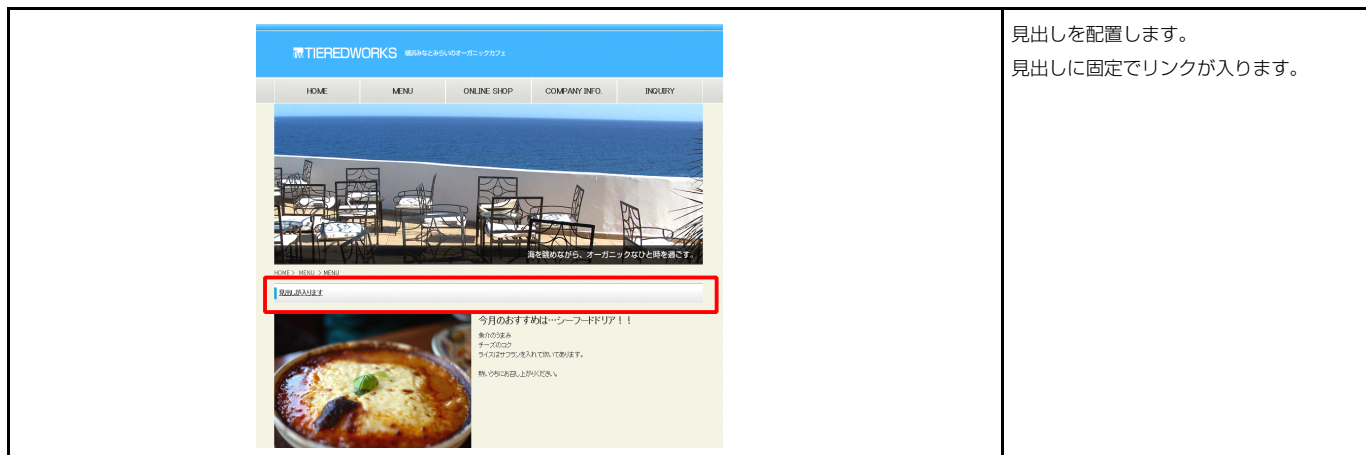 TIEREDWORKS 横浜みなとみらいのオーガニックカフェ
HOME MENU ONLINE SHOP COMPANY INFO. INQUIRY
海を眺めながら、オーガニックなひと時を過ごす。
HOME > MENU > MENU
見出しが入ります
今月のおすすめは…シーフードドリア！！
魚介のうまみ
チーズのコク
ライスはサフランを入れて炊いてあります。
熱いうちにお召し上がりください。
見出しを配置します。
見出しに固定でリンクが入ります。